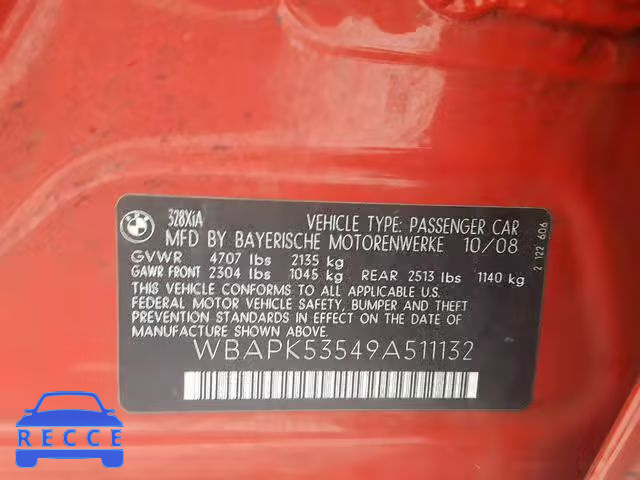 BMW
328XiA
VEHICLE TYPE: PASSENGER CAR
MFD BY BAYERISCHE MOTORENWERKE 10/08
GVWR 4707 lbs 2135 kg
GAWR FRONT 2304 lbs 1045 kg REAR 2513 lbs 1140 kg
THIS VEHICLE CONFORMS TO ALL APPLICABLE U.S.
FEDERAL MOTOR VEHICLE SAFETY, BUMPER AND THEFT
PREVENTION STANDARDS IN EFFECT ON THE DATE OF
MANUFACTURE SHOWN ABOVE.
WBAPK53549A511132
2 122 606
RECCE